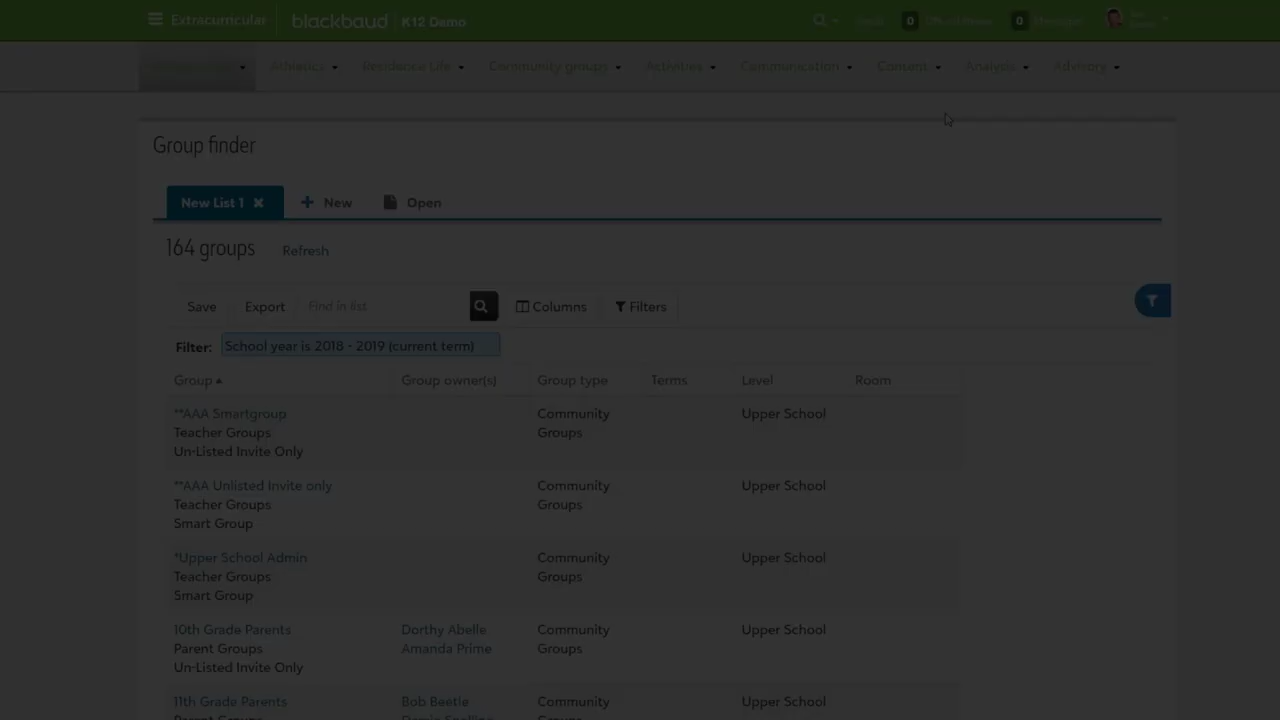 Extracurricular blackbaud K12 Demo 0 0
Athletics Residence Life Community groups Activities Communication Content Analysis Advisory
Group finder
New List 1 New Open
164 groups Refresh
Save Export Find in list Columns Filters
Filter: School year is 2018 - 2019 (current term)
Group Group owner(s) Group type Terms Level Room
**AAA Smartgroup Community Upper School
Teacher Groups Groups
Un-Listed Invite Only
**AAA Unlisted Invite only Community Upper School
Teacher Groups Groups
Smart Group
*Upper School Admin Community Upper School
Teacher Groups Groups
Smart Group
10th Grade Parents Dorthy Abelle Community Upper School
Parent Groups Amanda Prime Groups
Un-Listed Invite Only
11th Grade Parents Bob Beetle Community Upper School